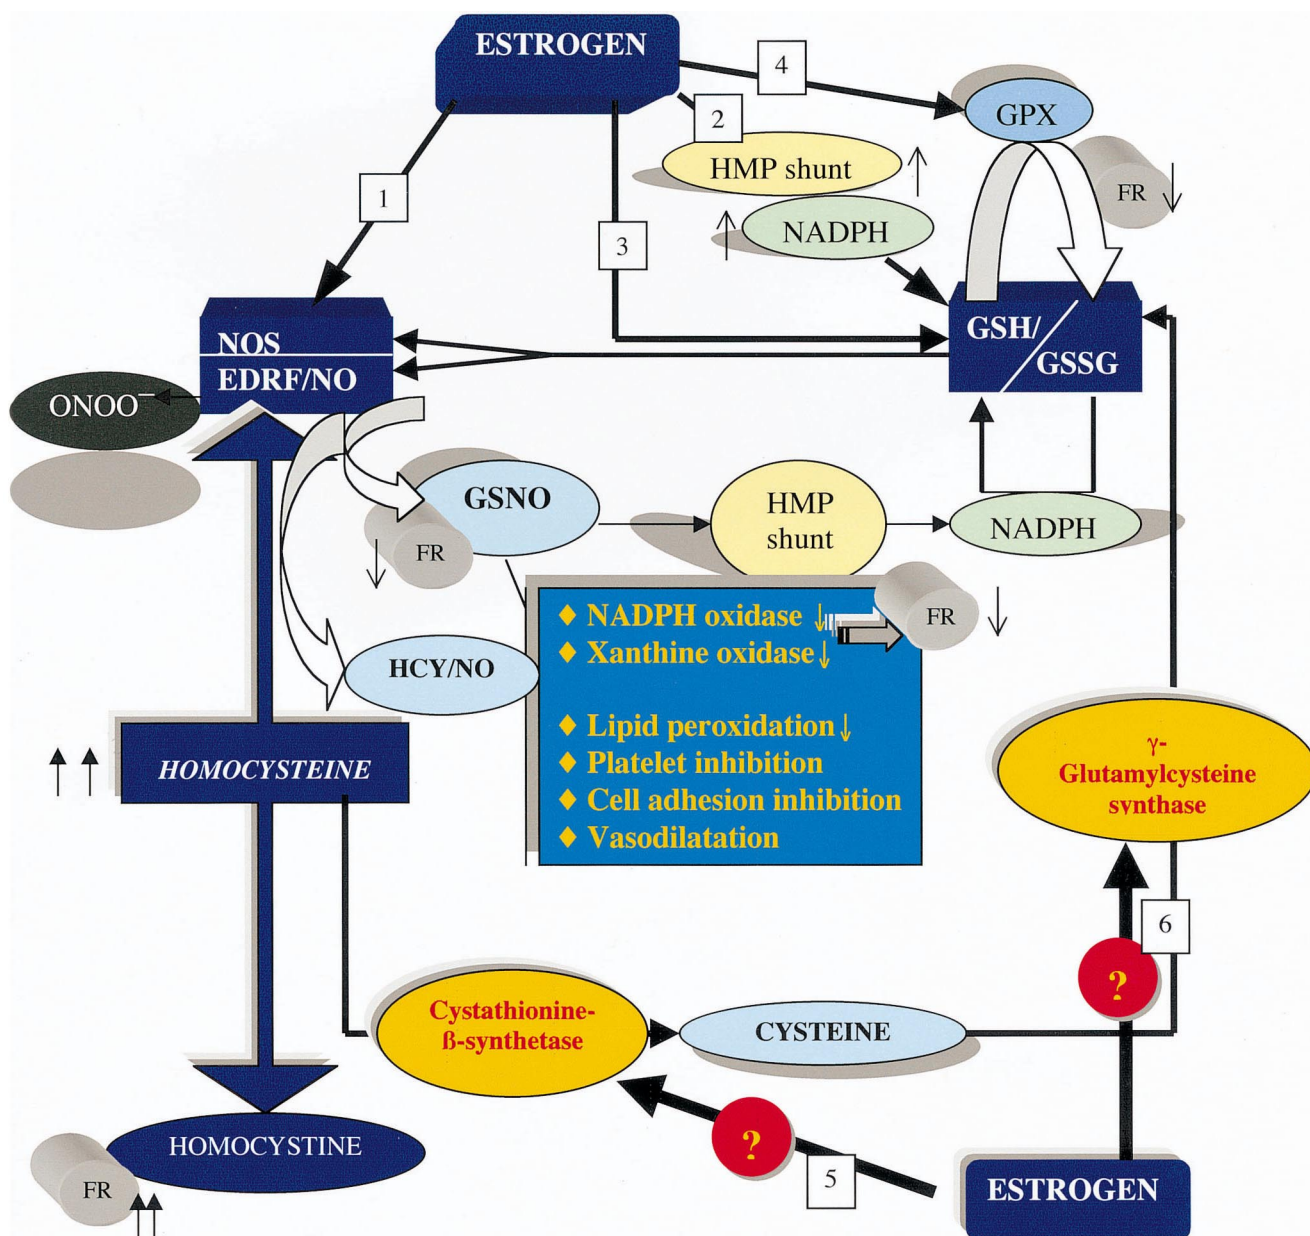 ESTROGEN
4
2
GPX
HMP shunt ↑
FR ↓
1
3
↑ NADPH
NOS
EDRF/NO
GSH/
GSSG
ONOO⁻
GSNO
HMP
shunt
NADPH
↓ FR
♦ NADPH oxidase ↓
FR ↓
♦ Xanthine oxidase ↓
HCY/NO
♦ Lipid peroxidation ↓
♦ Platelet inhibition
♦ Cell adhesion inhibition
♦ Vasodilatation
↑ ↑ HOMOCYSTEINE
γ-
Glutamylcysteine
synthase
6
?
Cystathionine-
ß-synthetase
CYSTEINE
?
5
HOMOCYSTINE
FR ↑↑
ESTROGEN